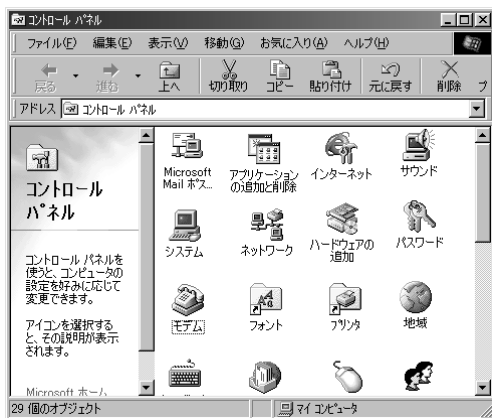 コントロール パネル
ファイル(F) 編集(E) 表示(V) 移動(G) お気に入り(A) ヘルプ(H)
戻る 進む 上へ 切り取り コピー 貼り付け 元に戻す 削除 プ
アドレス コントロール パネル
コントロール
パネル
コントロール パネルを
使うと、コンピュータの
設定を好みに応じて
変更できます。
アイコンを選択する
と、その説明が表示
されます。
Microsoft ホーム
Microsoft
Mail ポス...
アプリケーション
の追加と削除
インターネット
サウンド
システム
ネットワーク
ハードウェアの
追加
パスワード
モデム
フォント
プリンタ
地域
29 個のオブジェクト
マイ コンピュータ